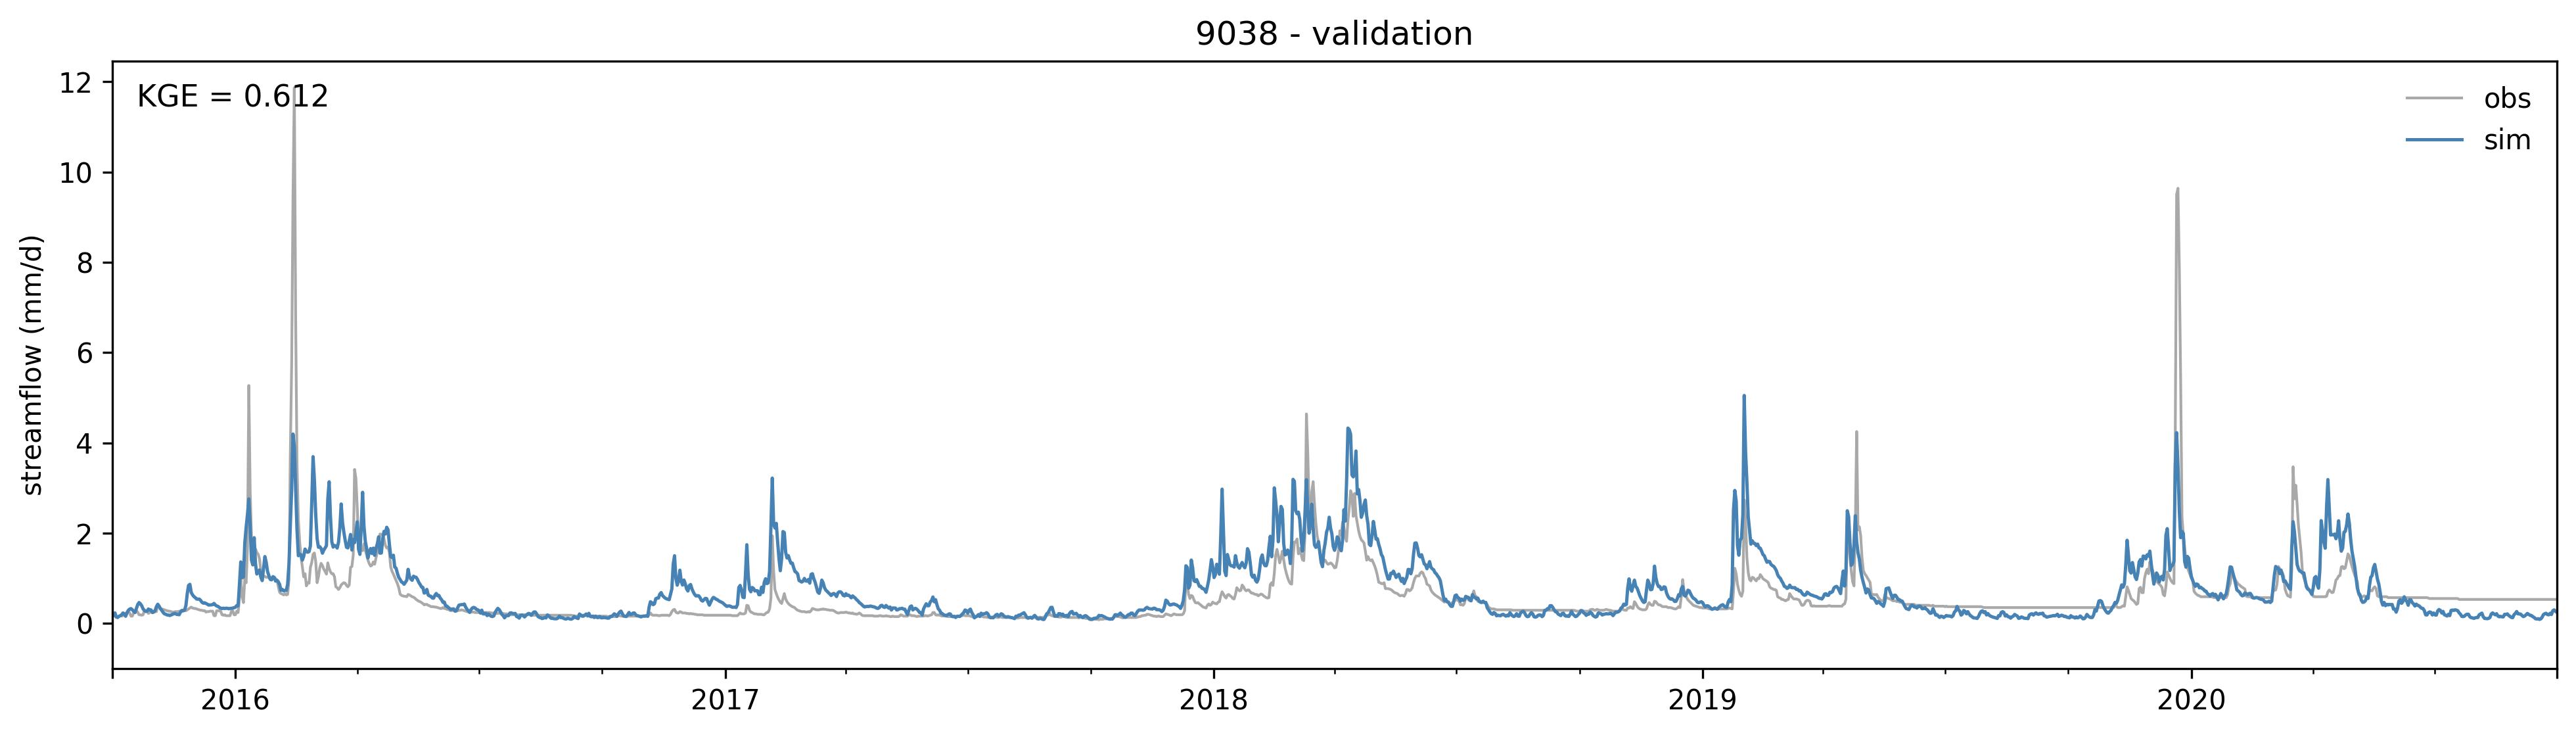 9038 - validation
KGE = 0.612
obs
sim
streamflow (mm/d)
12
10
8
6
4
2
0
2016
2017
2018
2019
2020